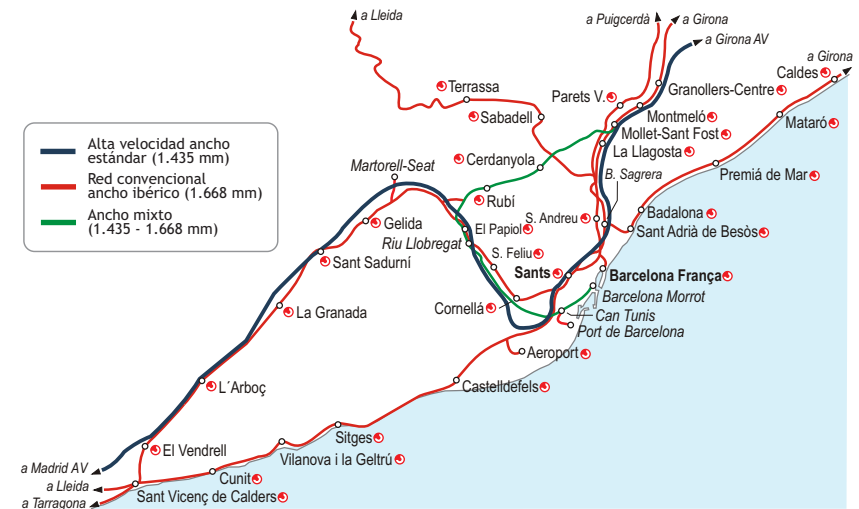 a Lleida
a Puigcerdà
a Girona
a Girona AV
a Girona
Caldes
Terrassa
Parets V.
Granollers-Centre
Sabadell
Montmeló
Mataró
Mollet-Sant Fost
La Llagosta
Alta velocidad ancho
estándar (1.435 mm)
Red convencional
ancho ibérico (1.668 mm)
Ancho mixto
(1.435 - 1.668 mm)
Cerdanyola
Martorell-Seat
B. Sagrera
Premiá de Mar
Rubí
Gelida
El Papiol
S. Andreu
Badalona
Riu Llobregat
Sant Adrià de Besòs
S. Feliu
Sant Sadurní
Sants
Barcelona França
Barcelona Morrot
La Granada
Cornellá
Can Tunis
Port de Barcelona
Aeroport
L´Arboç
Castelldefels
Sitges
El Vendrell
Vilanova i la Geltrú
a Madrid AV
Cunit
a Lleida
Sant Vicenç de Calders
a Tarragona